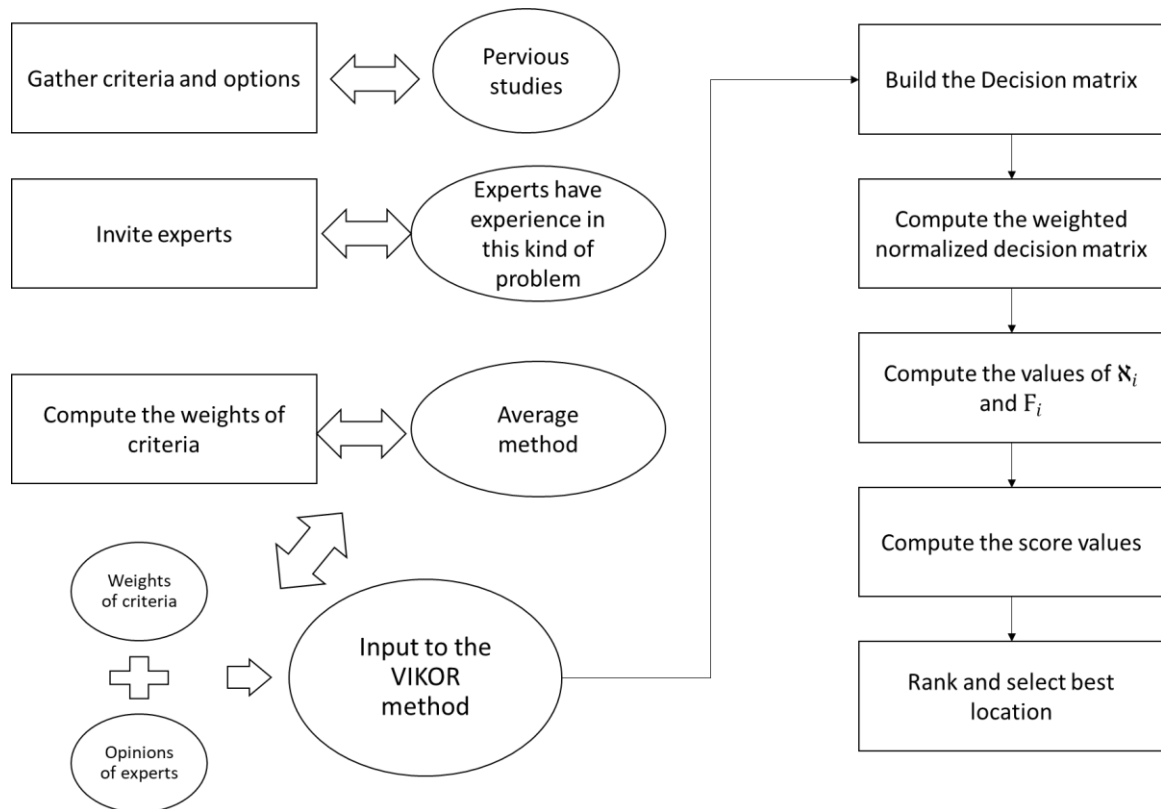 Gather criteria and options
Pervious
studies
Invite experts
Experts have
experience in
this kind of
problem
Compute the weights of
criteria
Average
method
Weights
of criteria
Opinions
of experts
Input to the
VIKOR
method
Build the Decision matrix
Compute the weighted
normalized decision matrix
Compute the values of ℵᵢ
and Fᵢ
Compute the score values
Rank and select best
location